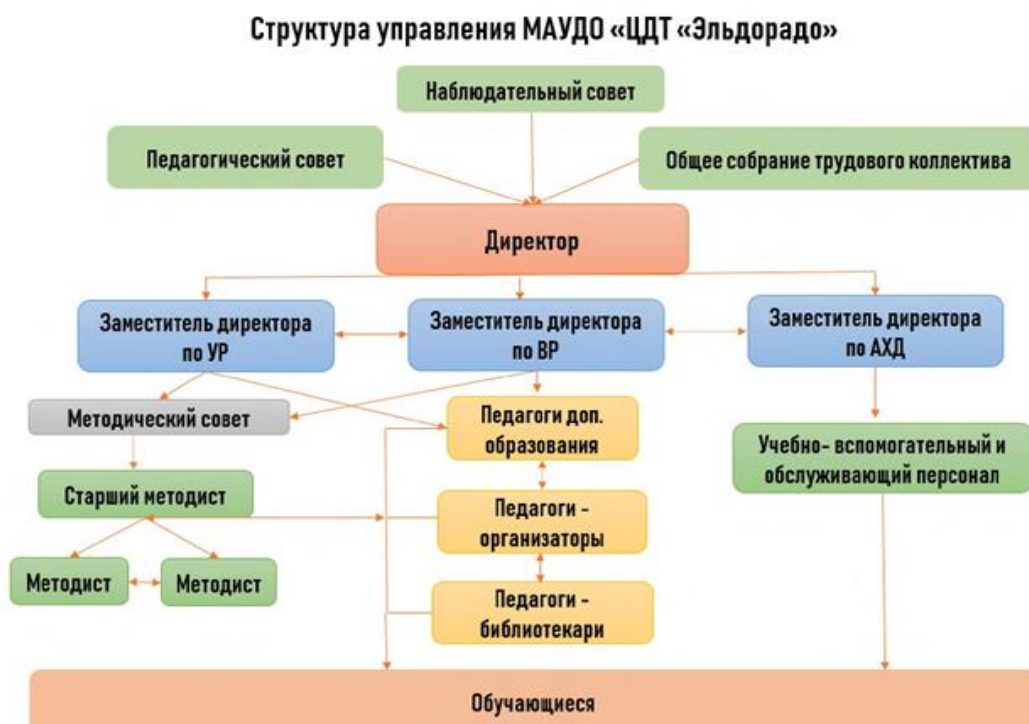 Структура управления МАУДО «ЦДТ «Эльдорадо»
Наблюдательный совет
Педагогический совет
Общее собрание трудового коллектива
Директор
Заместитель директора
по УР
Заместитель директора
по ВР
Заместитель директора
по АХД
Методический совет
Педагоги доп.
образования
Учебно- вспомогательный и
обслуживающий персонал
Старший методист
Педагоги -
организаторы
Методист
Методист
Педагоги -
библиотекари
Обучающиеся